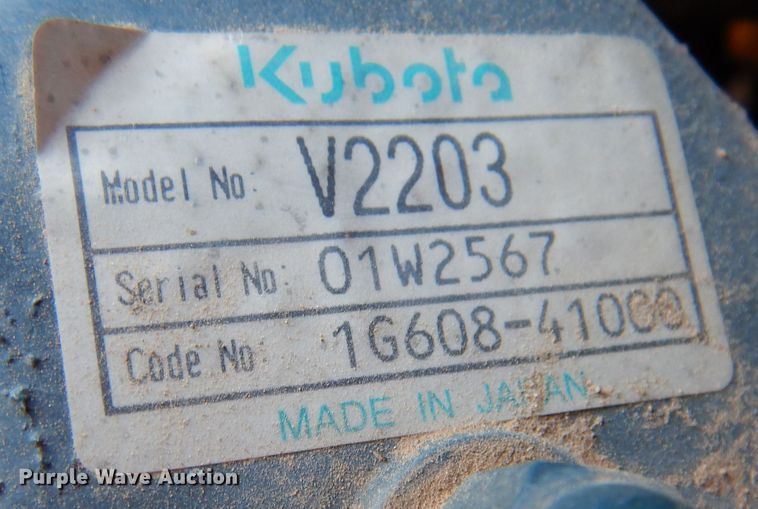 Kubota
Model No. V2203
Serial No. 01W2567
Code No. 1G608-41000
MADE IN JAPAN
Purple Wave Auction